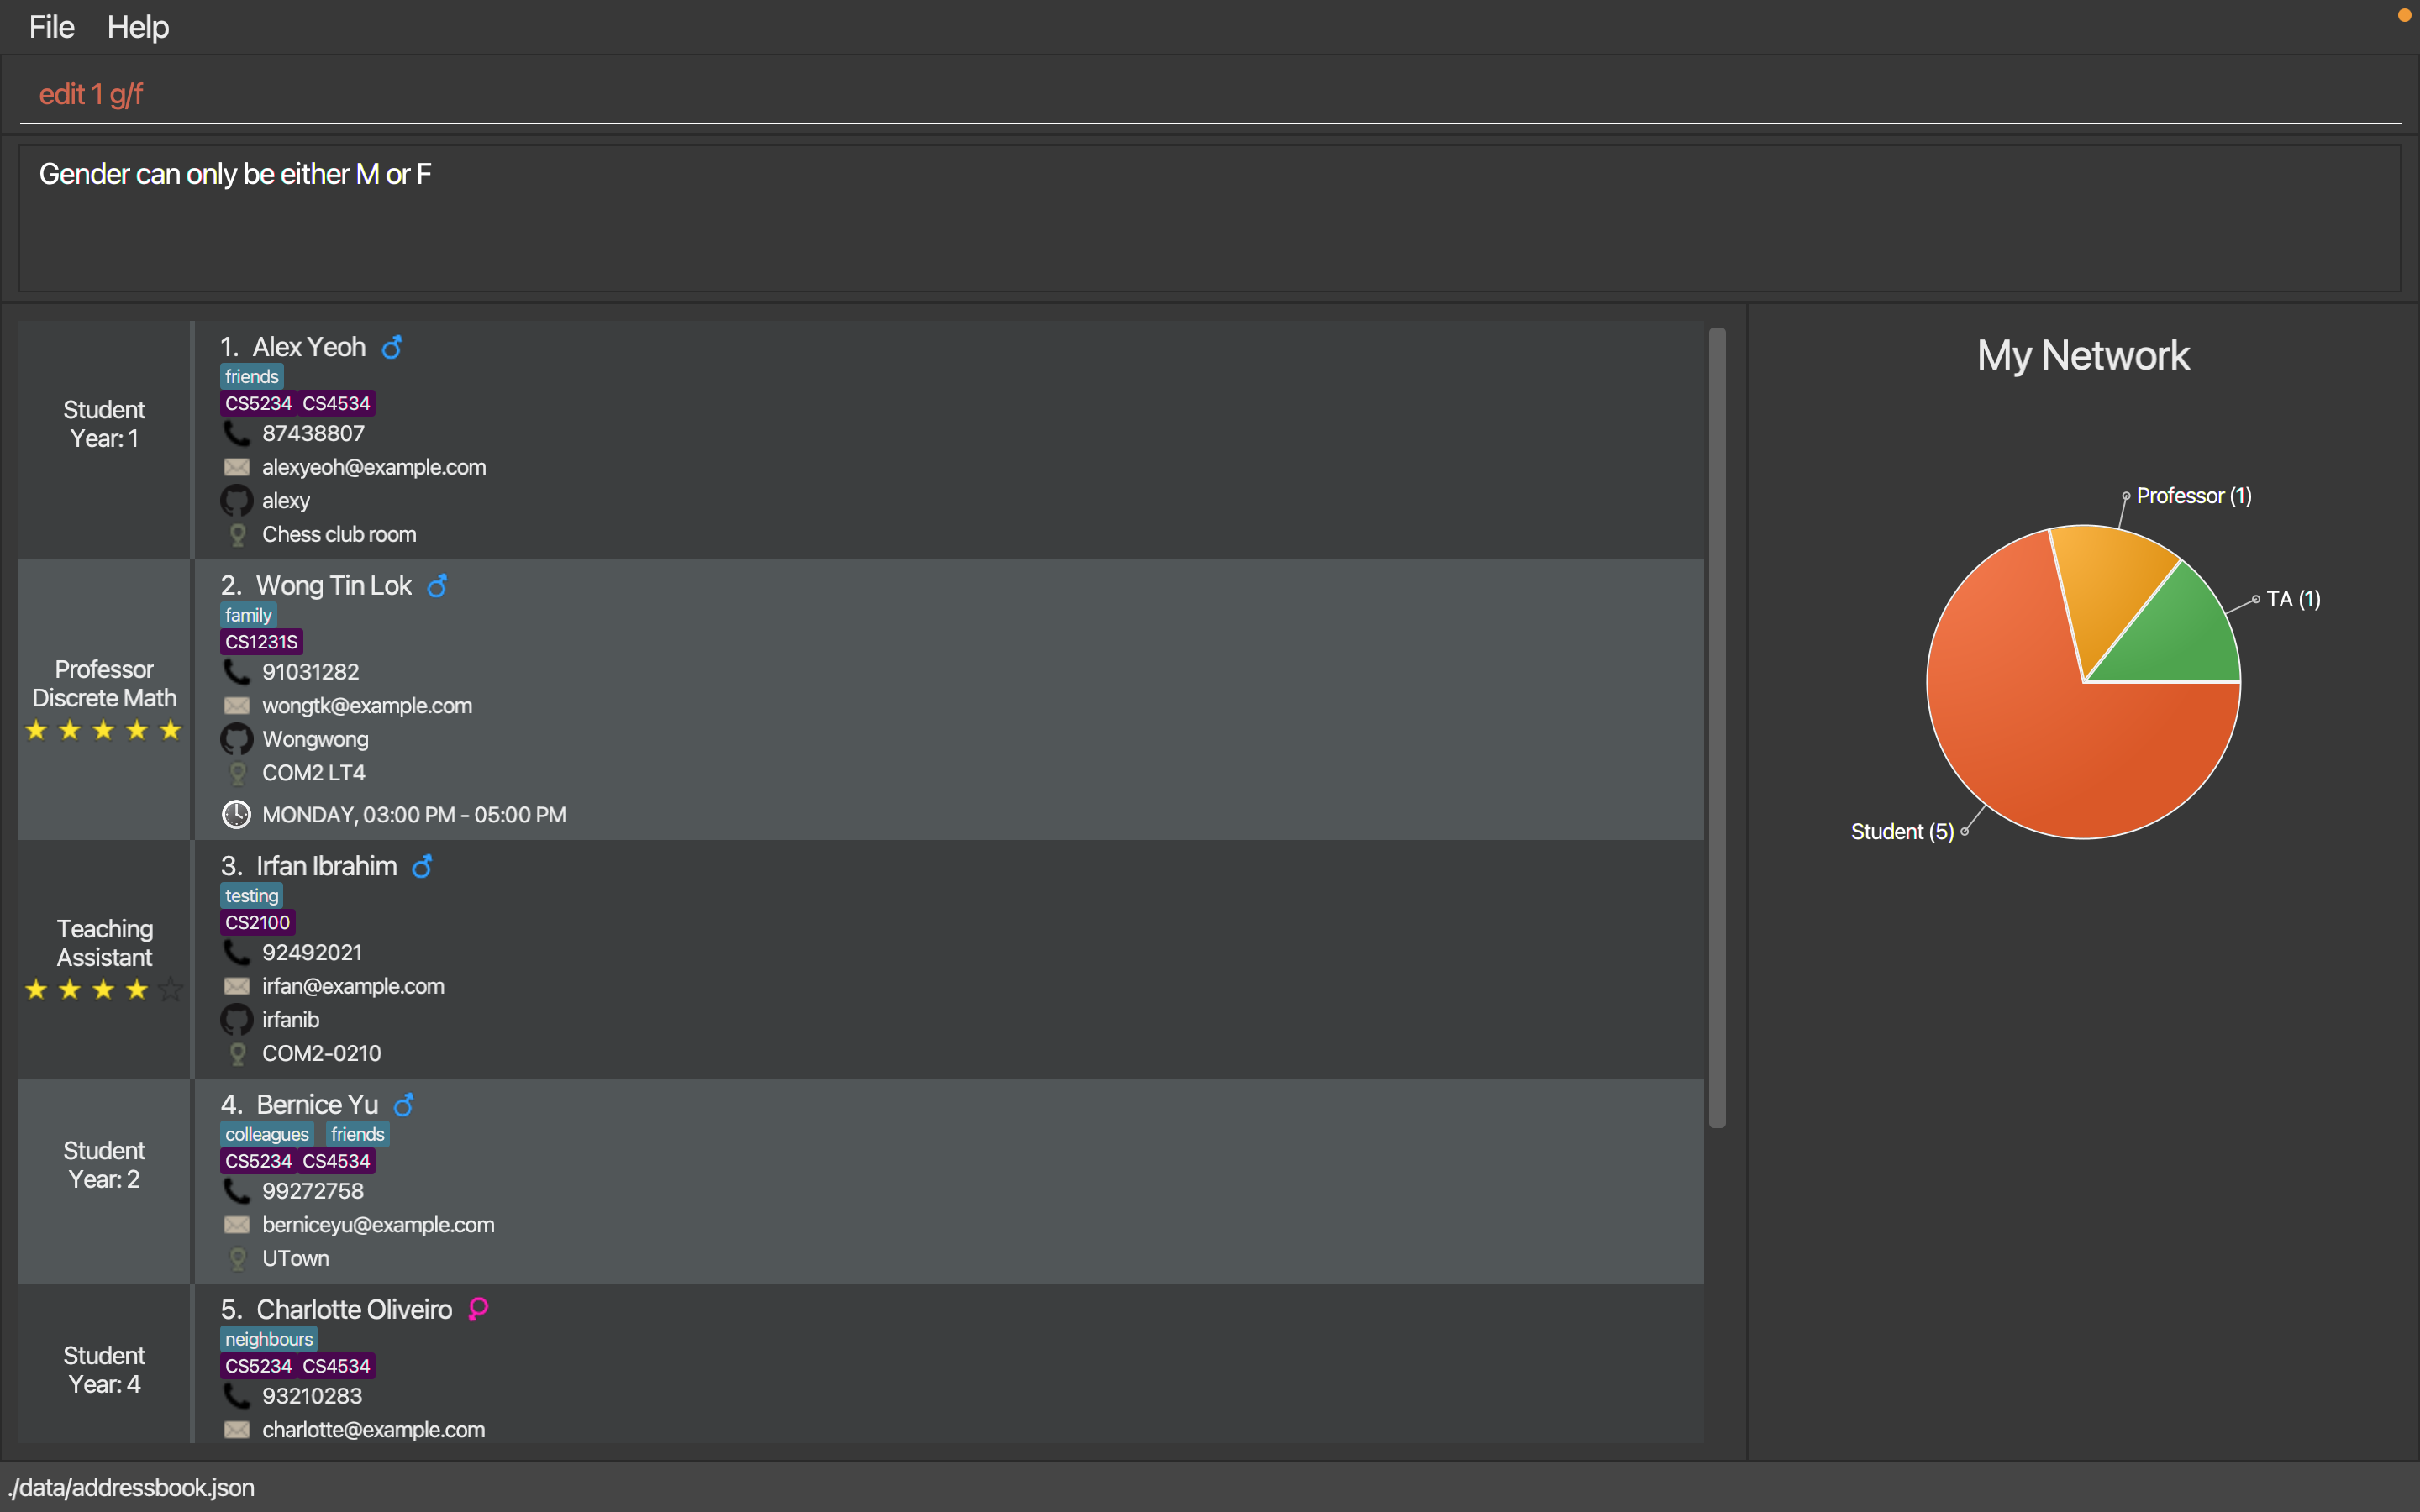 File Help
edit 1 g/f
Gender can only be either M or F
Student
Year: 1
1. Alex Yeoh
friends
CS5234 CS4534
87438807
alexyeoh@example.com
alexy
Chess club room
Professor
Discrete Math
2. Wong Tin Lok
family
CS1231S
91031282
wongtk@example.com
Wongwong
COM2 LT4
MONDAY, 03:00 PM - 05:00 PM
Teaching
Assistant
3. Irfan Ibrahim
testing
CS2100
92492021
irfan@example.com
irfanib
COM2-0210
Student
Year: 2
4. Bernice Yu
colleagues friends
CS5234 CS4534
99272758
berniceyu@example.com
UTown
Student
Year: 4
5. Charlotte Oliveiro
neighbours
CS5234 CS4534
93210283
charlotte@example.com
My Network
Professor (1)
TA (1)
Student (5)
./data/addressbook.json